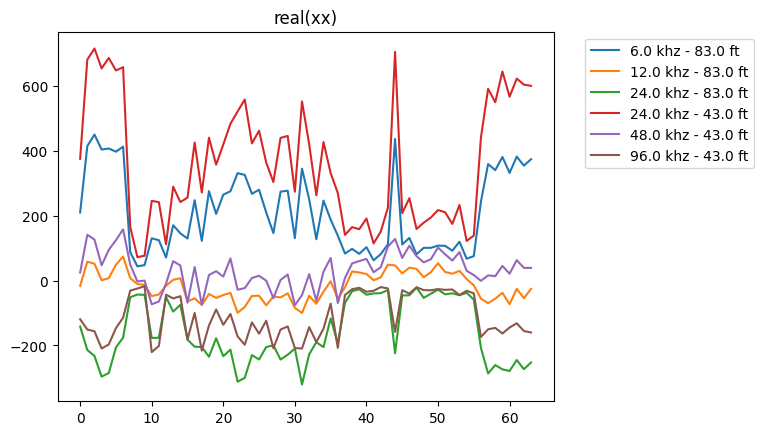 real(xx)
6.0 khz - 83.0 ft
12.0 khz - 83.0 ft
24.0 khz - 83.0 ft
24.0 khz - 43.0 ft
48.0 khz - 43.0 ft
96.0 khz - 43.0 ft
600
400
200
0
−200
0 10 20 30 40 50 60